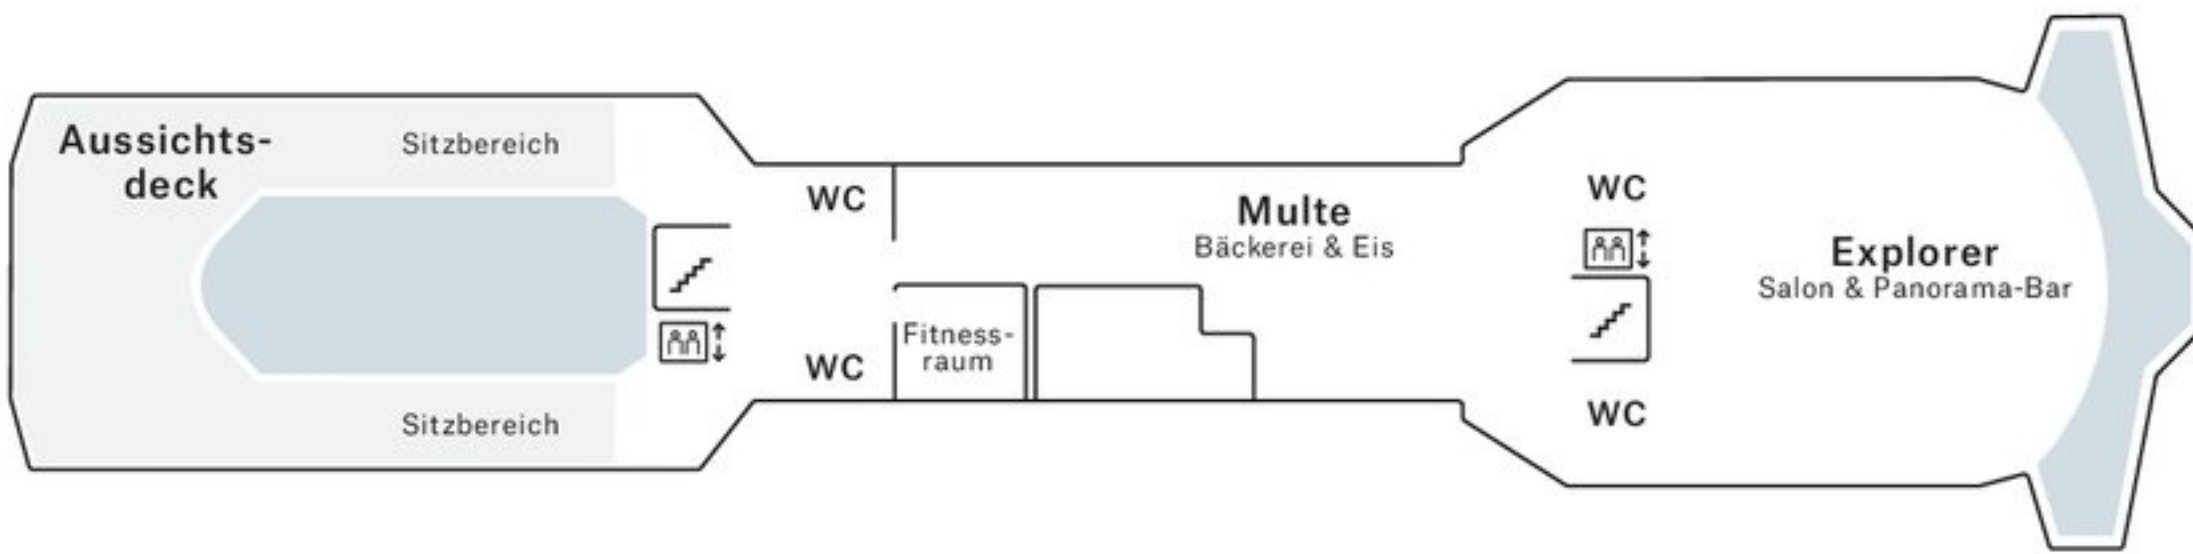 Aussichts-
deck
Sitzbereich
Sitzbereich
WC
WC
Fitness-
raum
Multe
Bäckerei & Eis
WC
WC
Explorer
Salon & Panorama-Bar